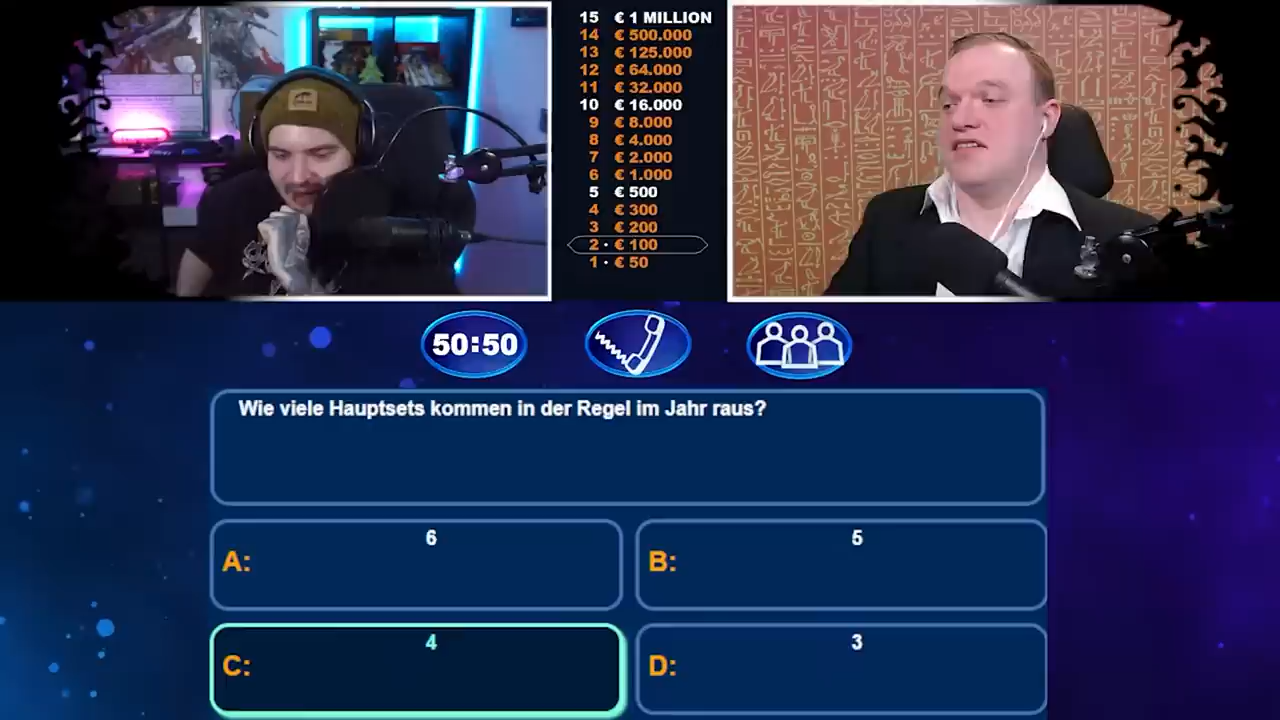 15 € 1 MILLION
14 € 500.000
13 € 125.000
12 € 64.000
11 € 32.000
10 € 16.000
9 € 8.000
8 € 4.000
7 € 2.000
6 € 1.000
5 € 500
4 € 300
3 € 200
2 · € 100
1 · € 50
50:50
Wie viele Hauptsets kommen in der Regel im Jahr raus?
A: 6
B: 5
C: 4
D: 3